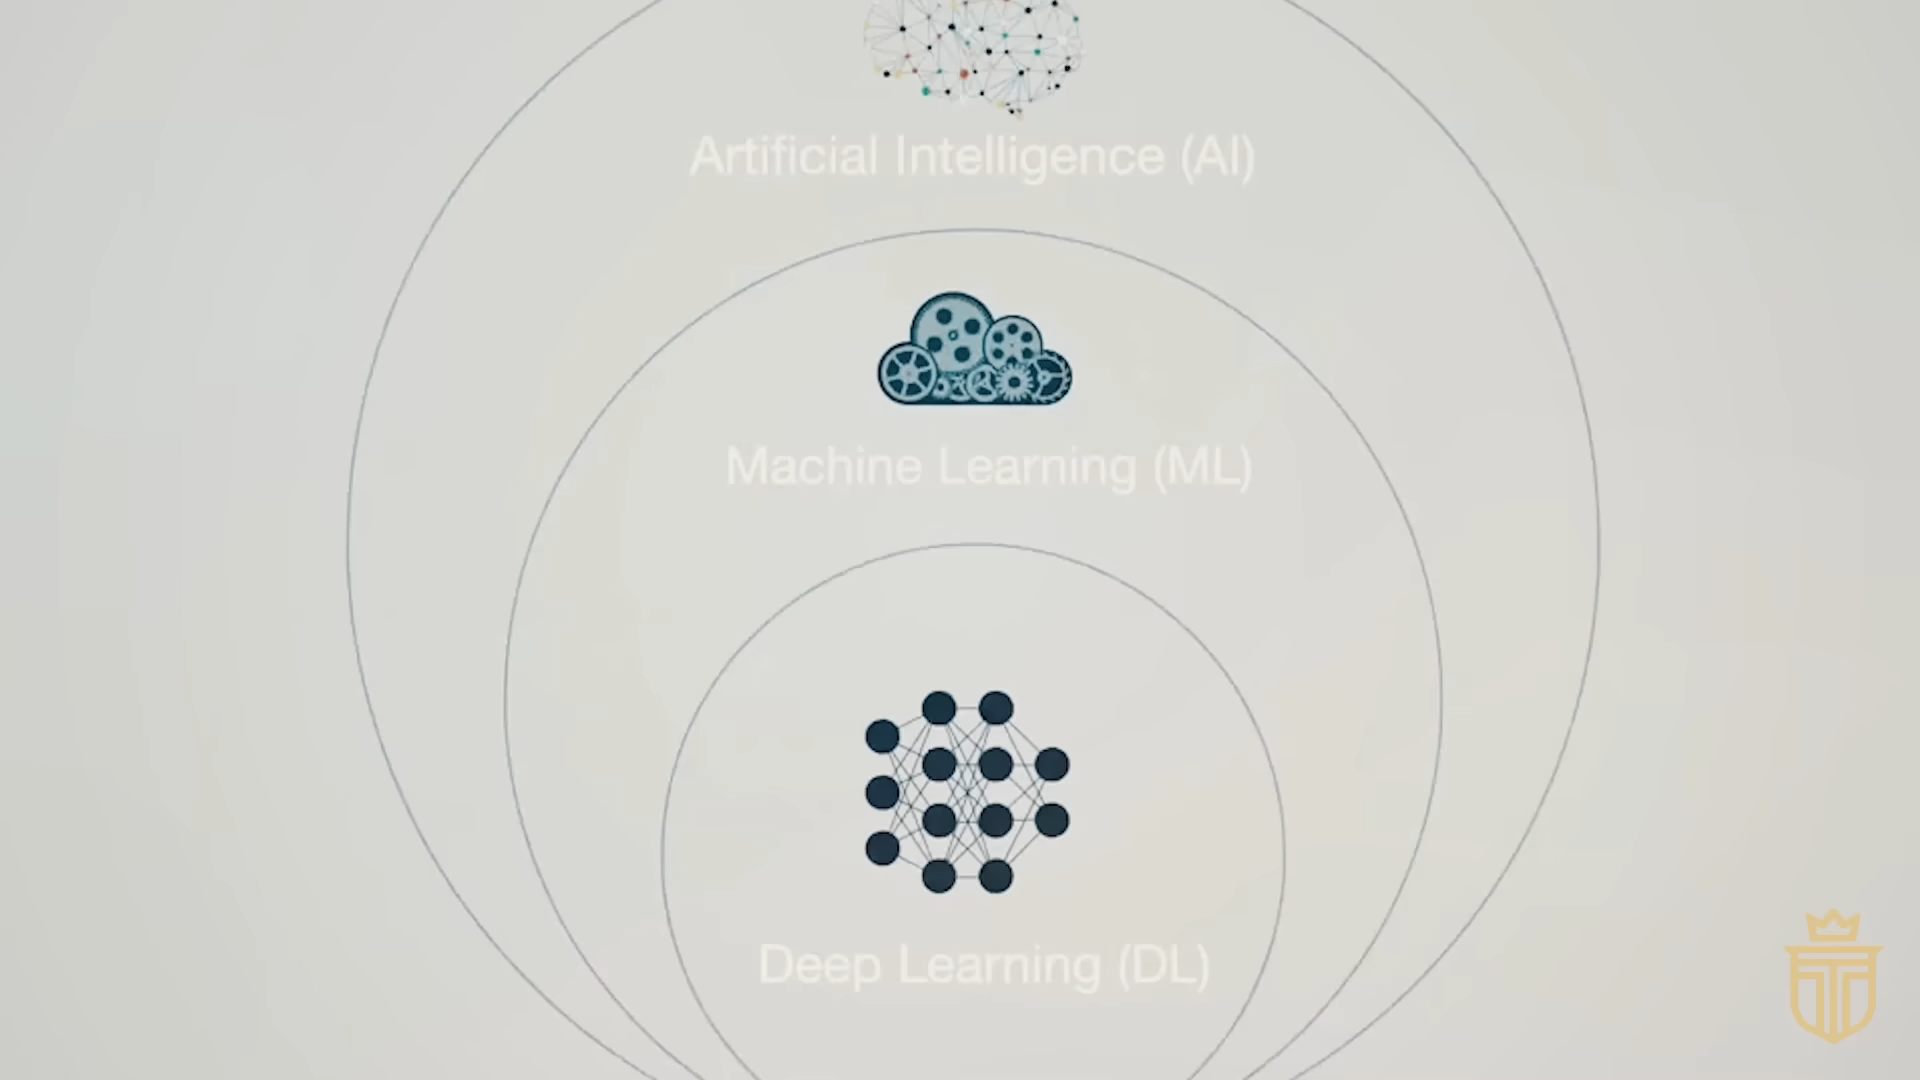 Artificial Intelligence (AI)
Machine Learning (ML)
Deep Learning (DL)